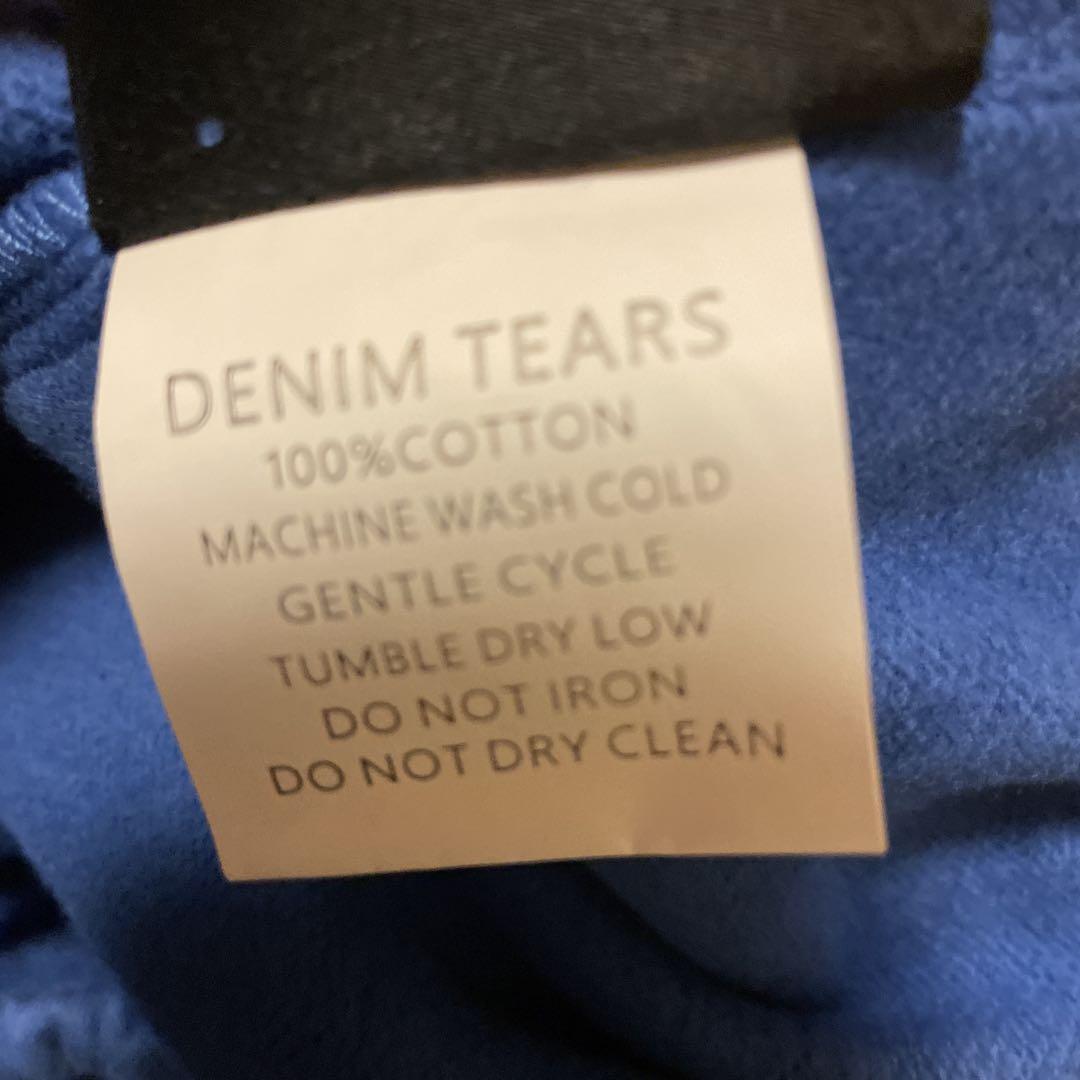 DENIM TEARS
100%COTTON
MACHINE WASH COLD
GENTLE CYCLE
TUMBLE DRY LOW
DO NOT IRON
DO NOT DRY CLEAN